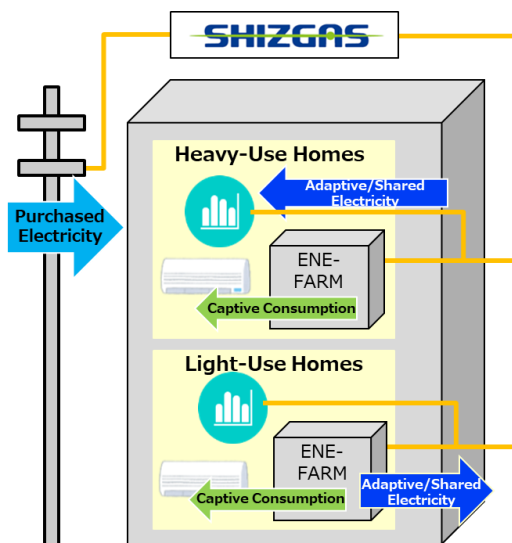 SHIZGAS
Heavy-Use Homes
Adaptive/Shared
Electricity
Purchased
Electricity
ENE-
FARM
Captive Consumption
Light-Use Homes
ENE-
FARM
Captive Consumption
Adaptive/Shared
Electricity